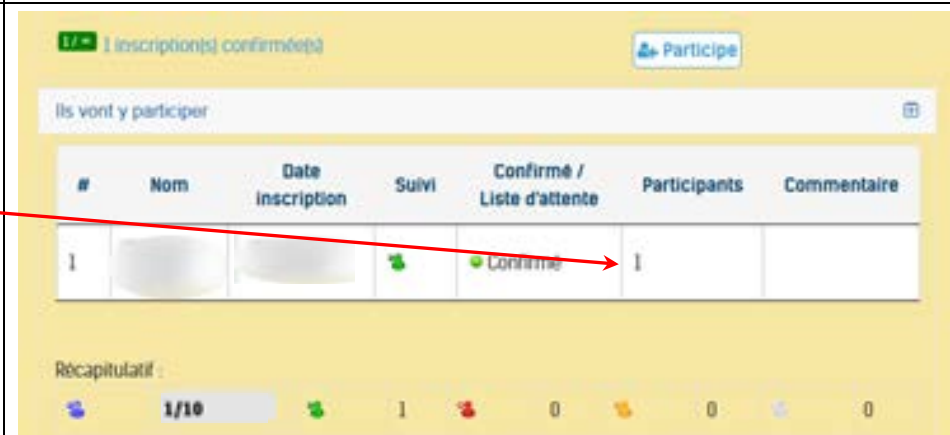 1 / ∞ 1 inscription(s) confirmée(s)
Participe
Ils vont y participer
# Nom Date inscription Suivi Confirmé / Liste d'attente Participants Commentaire
1 Confirmé 1
Récapitulatif :
1/10 1 0 0 0